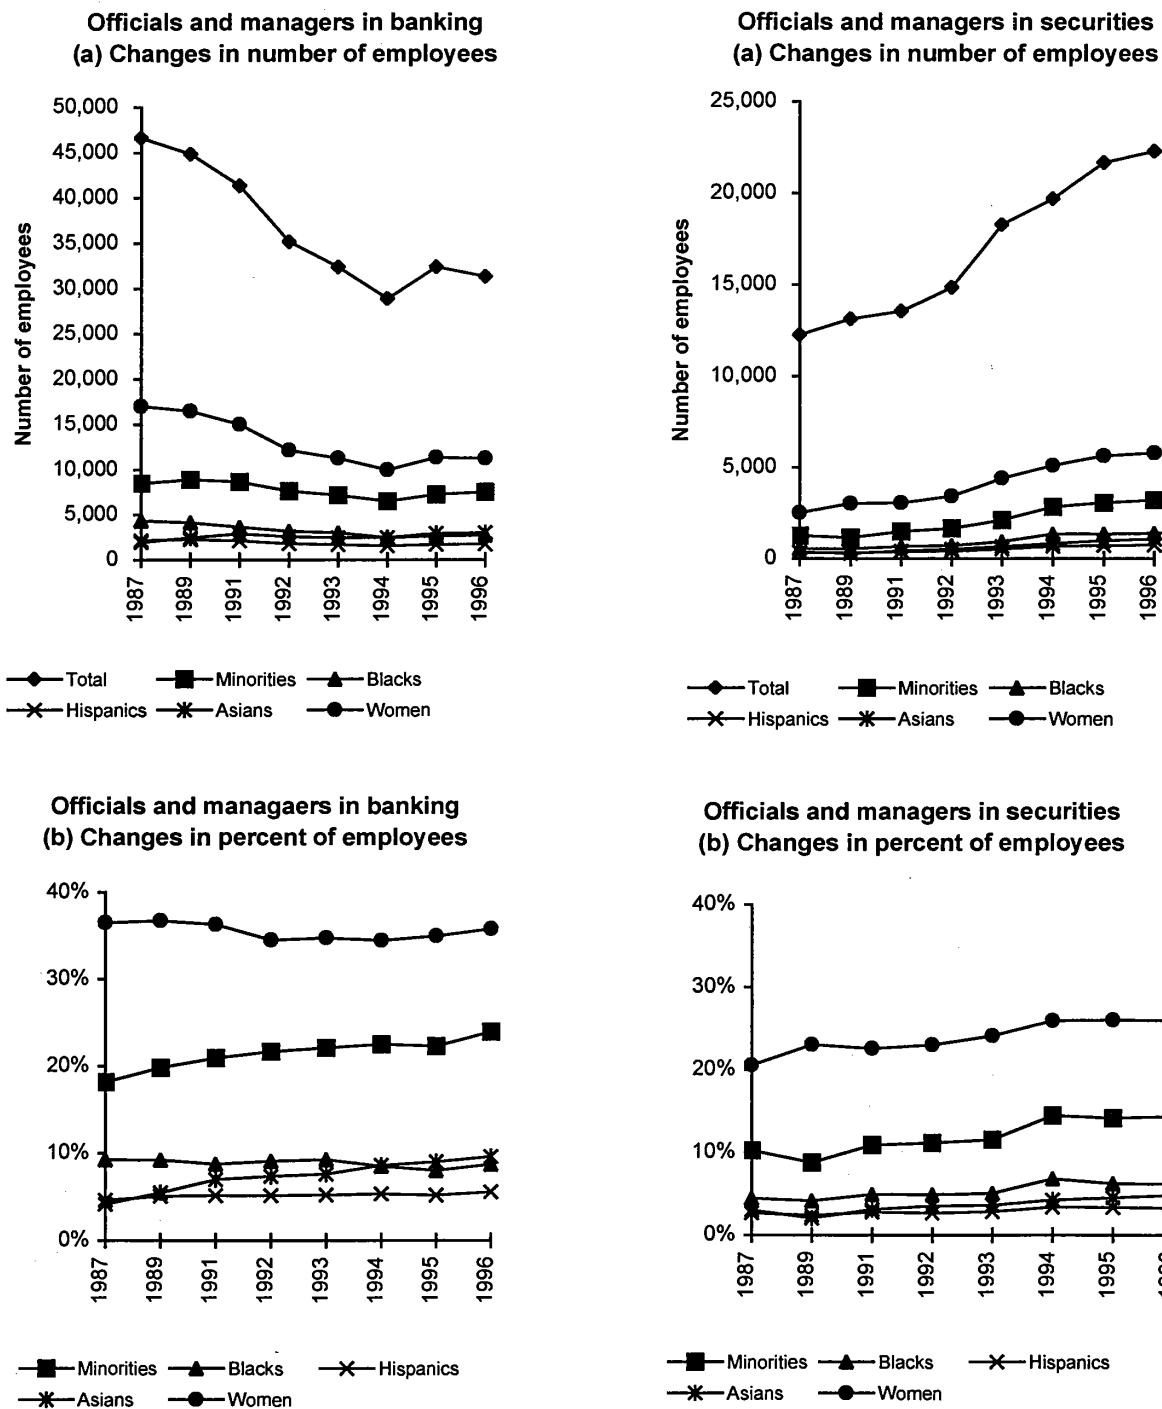 Officials and managers in banking
(a) Changes in number of employees
50,000
45,000
40,000
35,000
30,000
25,000
20,000
15,000
10,000
5,000
0
Number of employees
1987
1989
1991
1992
1993
1994
1995
1996
Total
Minorities
Blacks
Hispanics
Asians
Women
Officials and managers in securities
(a) Changes in number of employees
25,000
20,000
15,000
10,000
5,000
0
Number of employees
1987
1989
1991
1992
1993
1994
1995
1996
Total
Minorities
Blacks
Hispanics
Asians
Women
Officials and managaers in banking
(b) Changes in percent of employees
40%
30%
20%
10%
0%
1987
1989
1991
1992
1993
1994
1995
1996
Minorities
Blacks
Hispanics
Asians
Women
Officials and managers in securities
(b) Changes in percent of employees
40%
30%
20%
10%
0%
1987
1989
1991
1992
1993
1994
1995
Minorities
Blacks
Hispanics
Asians
Women